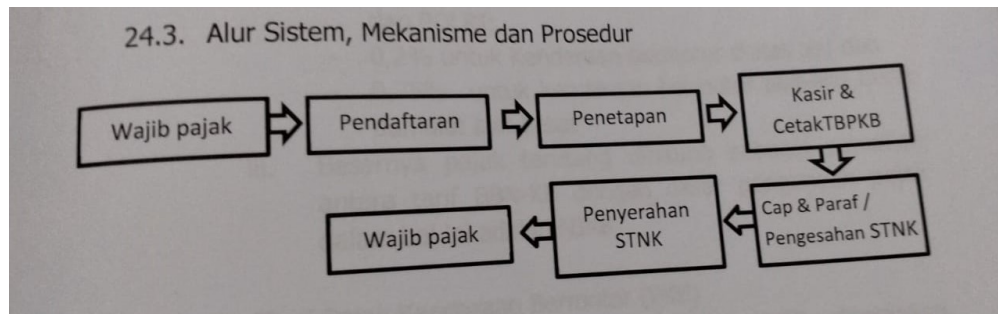 24.3. Alur Sistem, Mekanisme dan Prosedur
Wajib pajak
Pendaftaran
Penetapan
Kasir &
CetakTBPKB
Cap & Paraf /
Pengesahan STNK
Penyerahan
STNK
Wajib pajak